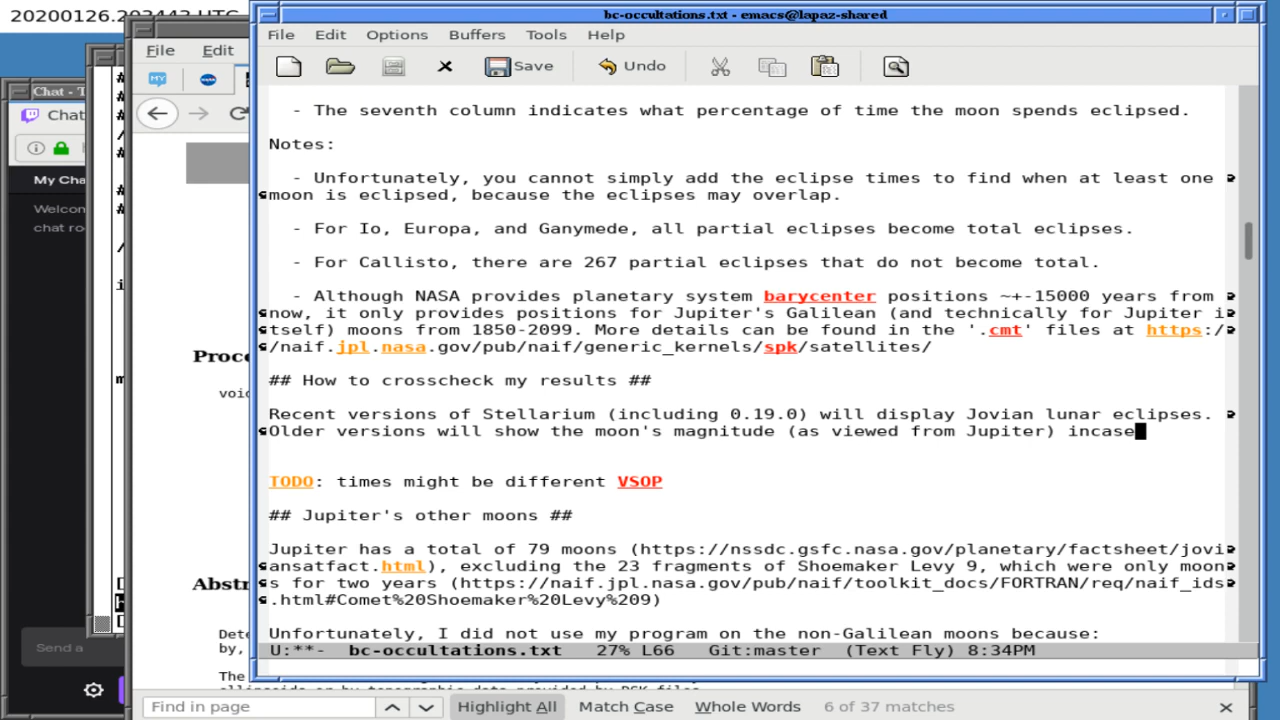 20200126.203443 UTC
bc-occultations.txt - emacs@lapaz-shared
File Edit Options Buffers Tools Help
Save Undo
- The seventh column indicates what percentage of time the moon spends eclipsed.
Notes:
- Unfortunately, you cannot simply add the eclipse times to find when at least one
moon is eclipsed, because the eclipses may overlap.
- For Io, Europa, and Ganymede, all partial eclipses become total eclipses.
- For Callisto, there are 267 partial eclipses that do not become total.
- Although NASA provides planetary system barycenter positions ~+-15000 years from
now, it only provides positions for Jupiter's Galilean (and technically for Jupiter i
tself) moons from 1850-2099. More details can be found in the '.cmt' files at https:/
/naif.jpl.nasa.gov/pub/naif/generic_kernels/spk/satellites/
## How to crosscheck my results ##
Recent versions of Stellarium (including 0.19.0) will display Jovian lunar eclipses.
Older versions will show the moon's magnitude (as viewed from Jupiter) incase
TODO: times might be different VSOP
## Jupiter's other moons ##
Jupiter has a total of 79 moons (https://nssdc.gsfc.nasa.gov/planetary/factsheet/jovi
ansatfact.html), excluding the 23 fragments of Shoemaker Levy 9, which were only moon
s for two years (https://naif.jpl.nasa.gov/pub/naif/toolkit_docs/FORTRAN/req/naif_ids
.html#Comet%20Shoemaker%20Levy%209)
Unfortunately, I did not use my program on the non-Galilean moons because:
U:**- bc-occultations.txt 27% L66 Git:master (Text Fly) 8:34PM
File Edit
Chat - T
Chat
My Cha
Welcon
chat ro
Send a
Proce
voic
Abstr
Dete
by,
The
Find in page Highlight All Match Case Whole Words 6 of 37 matches